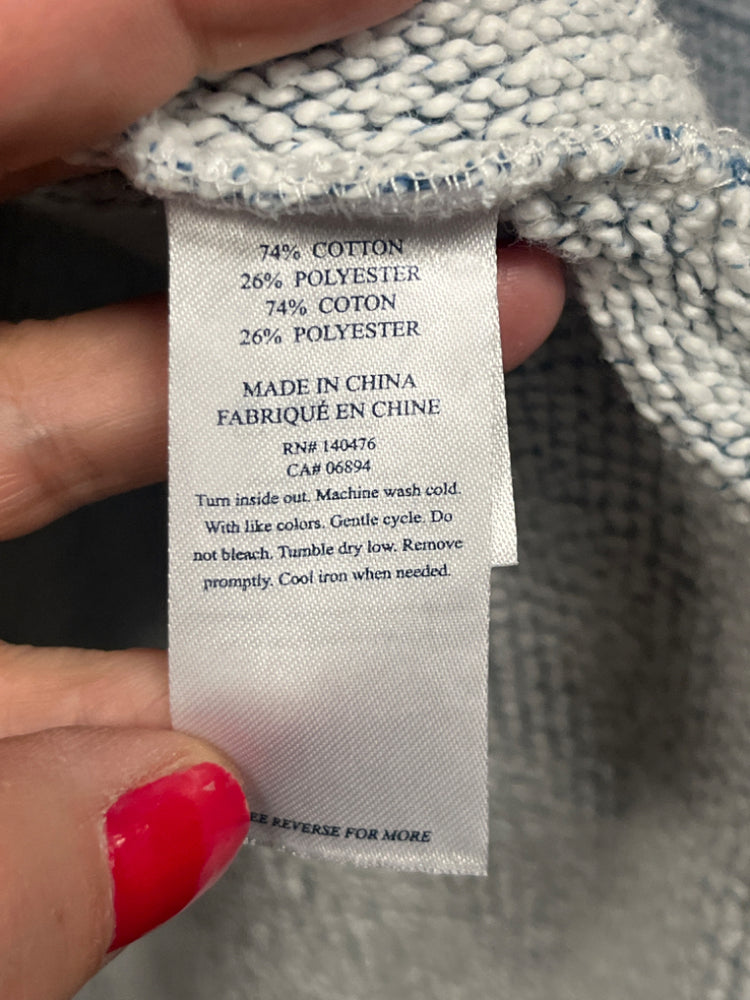 74% COTTON
26% POLYESTER
74% COTON
26% POLYESTER
MADE IN CHINA
FABRIQUÉ EN CHINE
RN# 140476
CA# 06894
Turn inside out. Machine wash cold.
With like colors. Gentle cycle. Do
not bleach. Tumble dry low. Remove
promptly. Cool iron when needed.
EE REVERSE FOR MORE